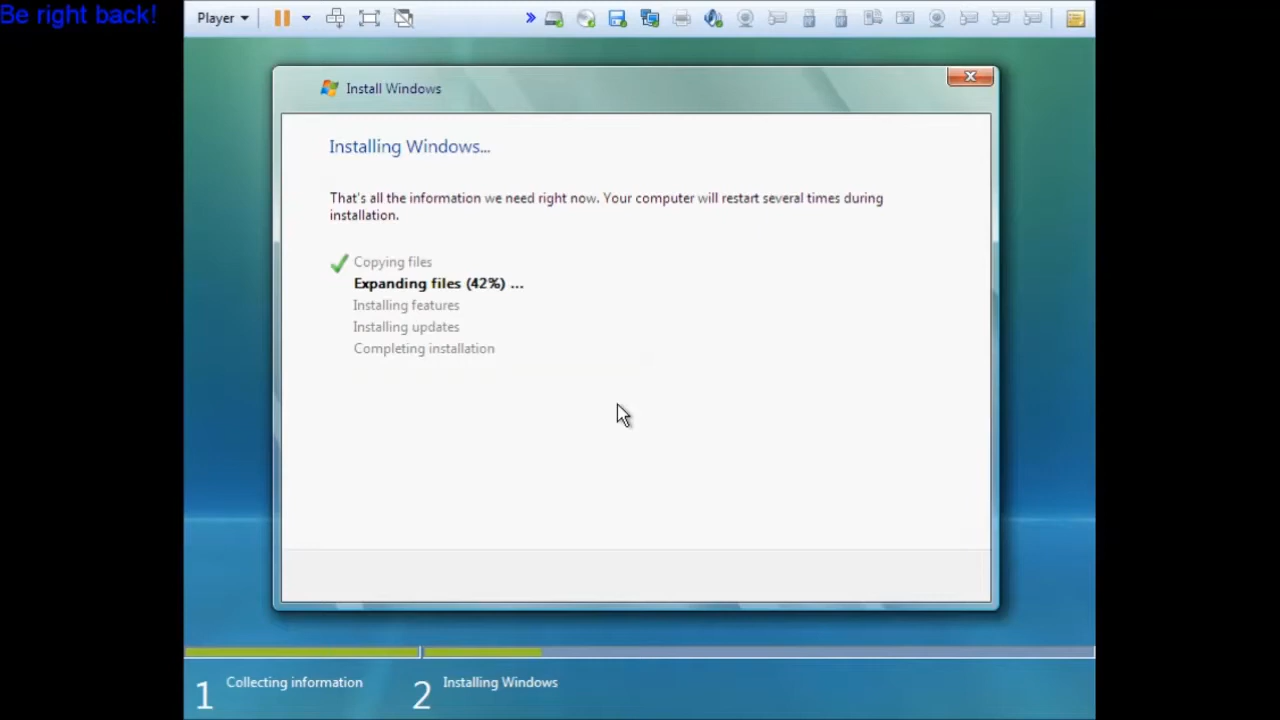 Be right back!
Player
Install Windows
Installing Windows...
That's all the information we need right now. Your computer will restart several times during
installation.
Copying files
Expanding files (42%) ...
Installing features
Installing updates
Completing installation
1 Collecting information 2 Installing Windows